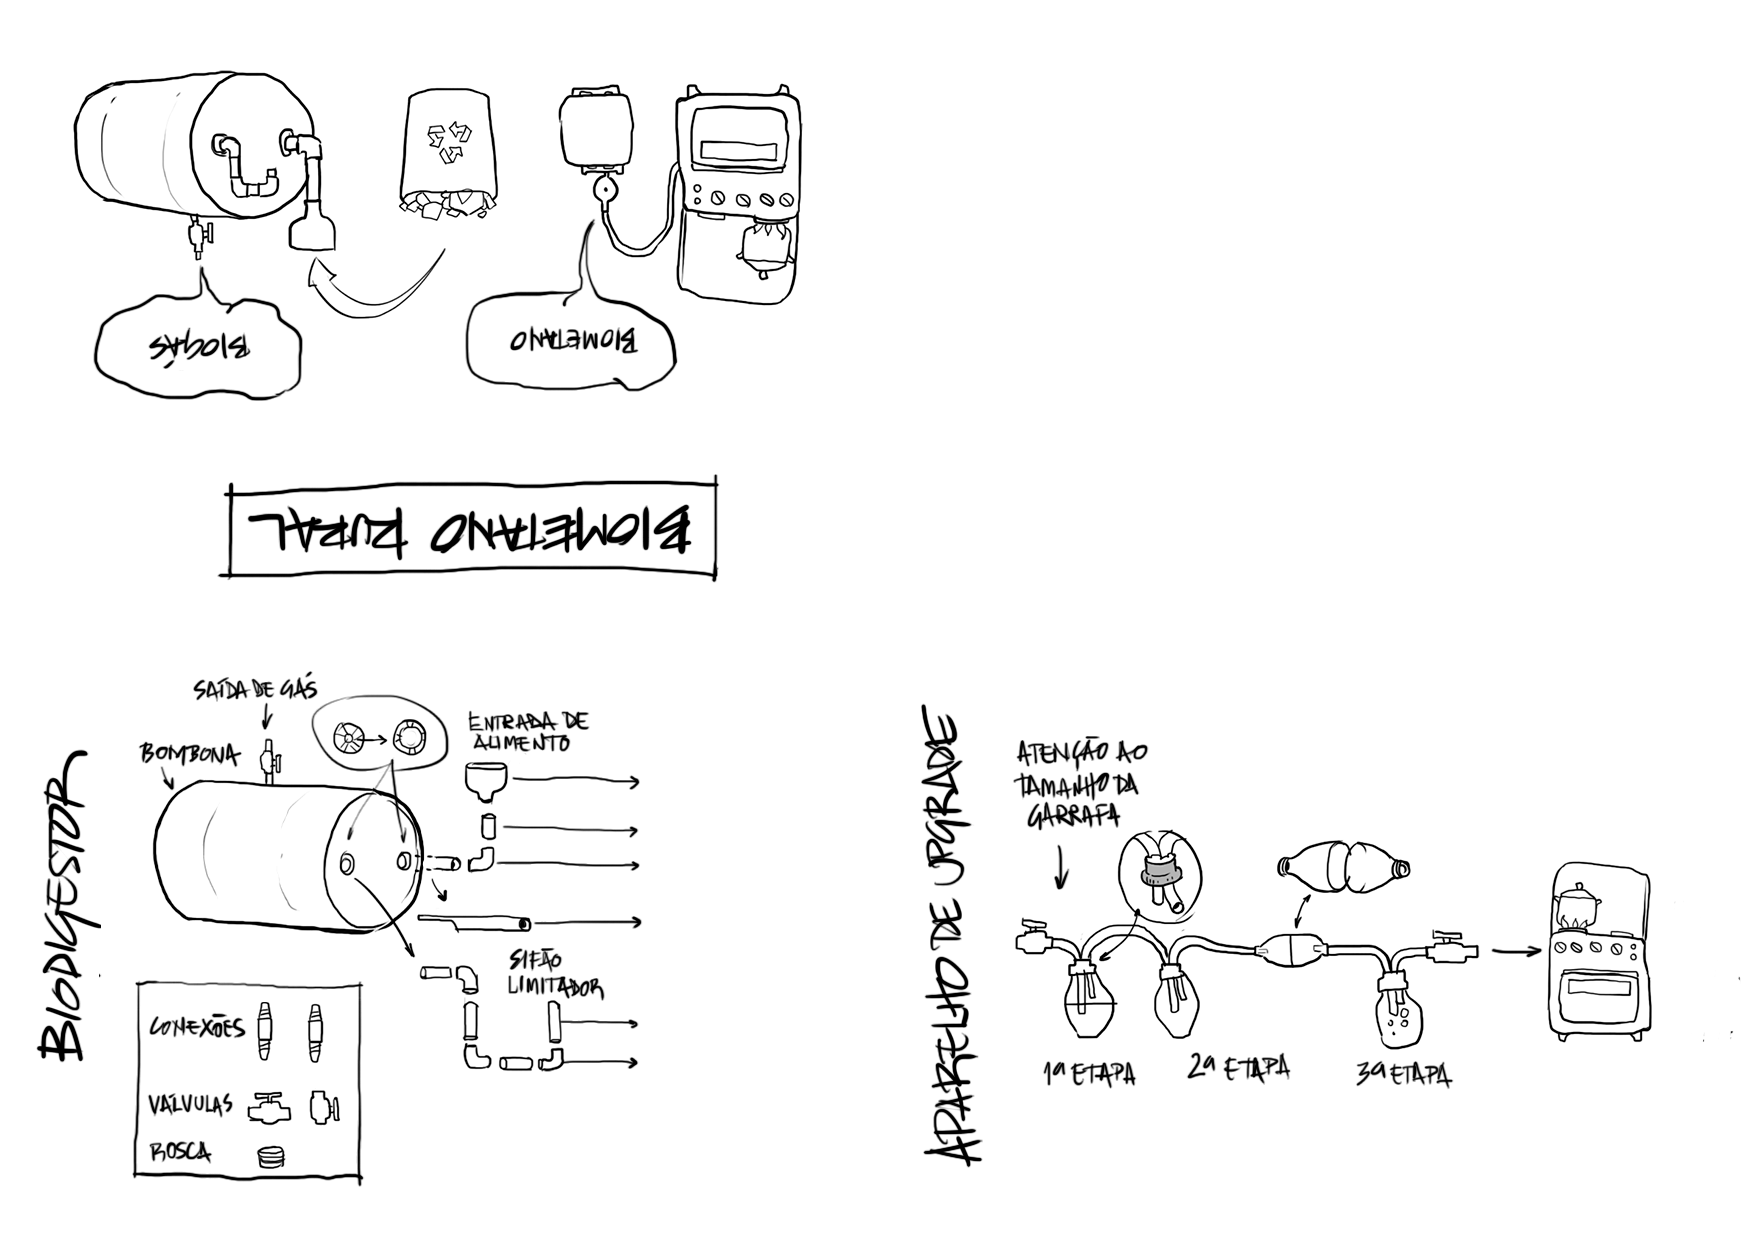 BIOMETANO RURAL
BIOMETANO
BIOGÁS
BIODIGESTOR
SAÍDA DE GÁS
BOMBONA
ENTRADA DE
ALIMENTO
SIFÃO
LIMITADOR
CONEXÕES
VÁLVULAS
ROSCA
APARELHO DE UPGRADE
ATENÇÃO AO
TAMANHO DA
GARRAFA
1ª ETAPA
2ª ETAPA
3ª ETAPA